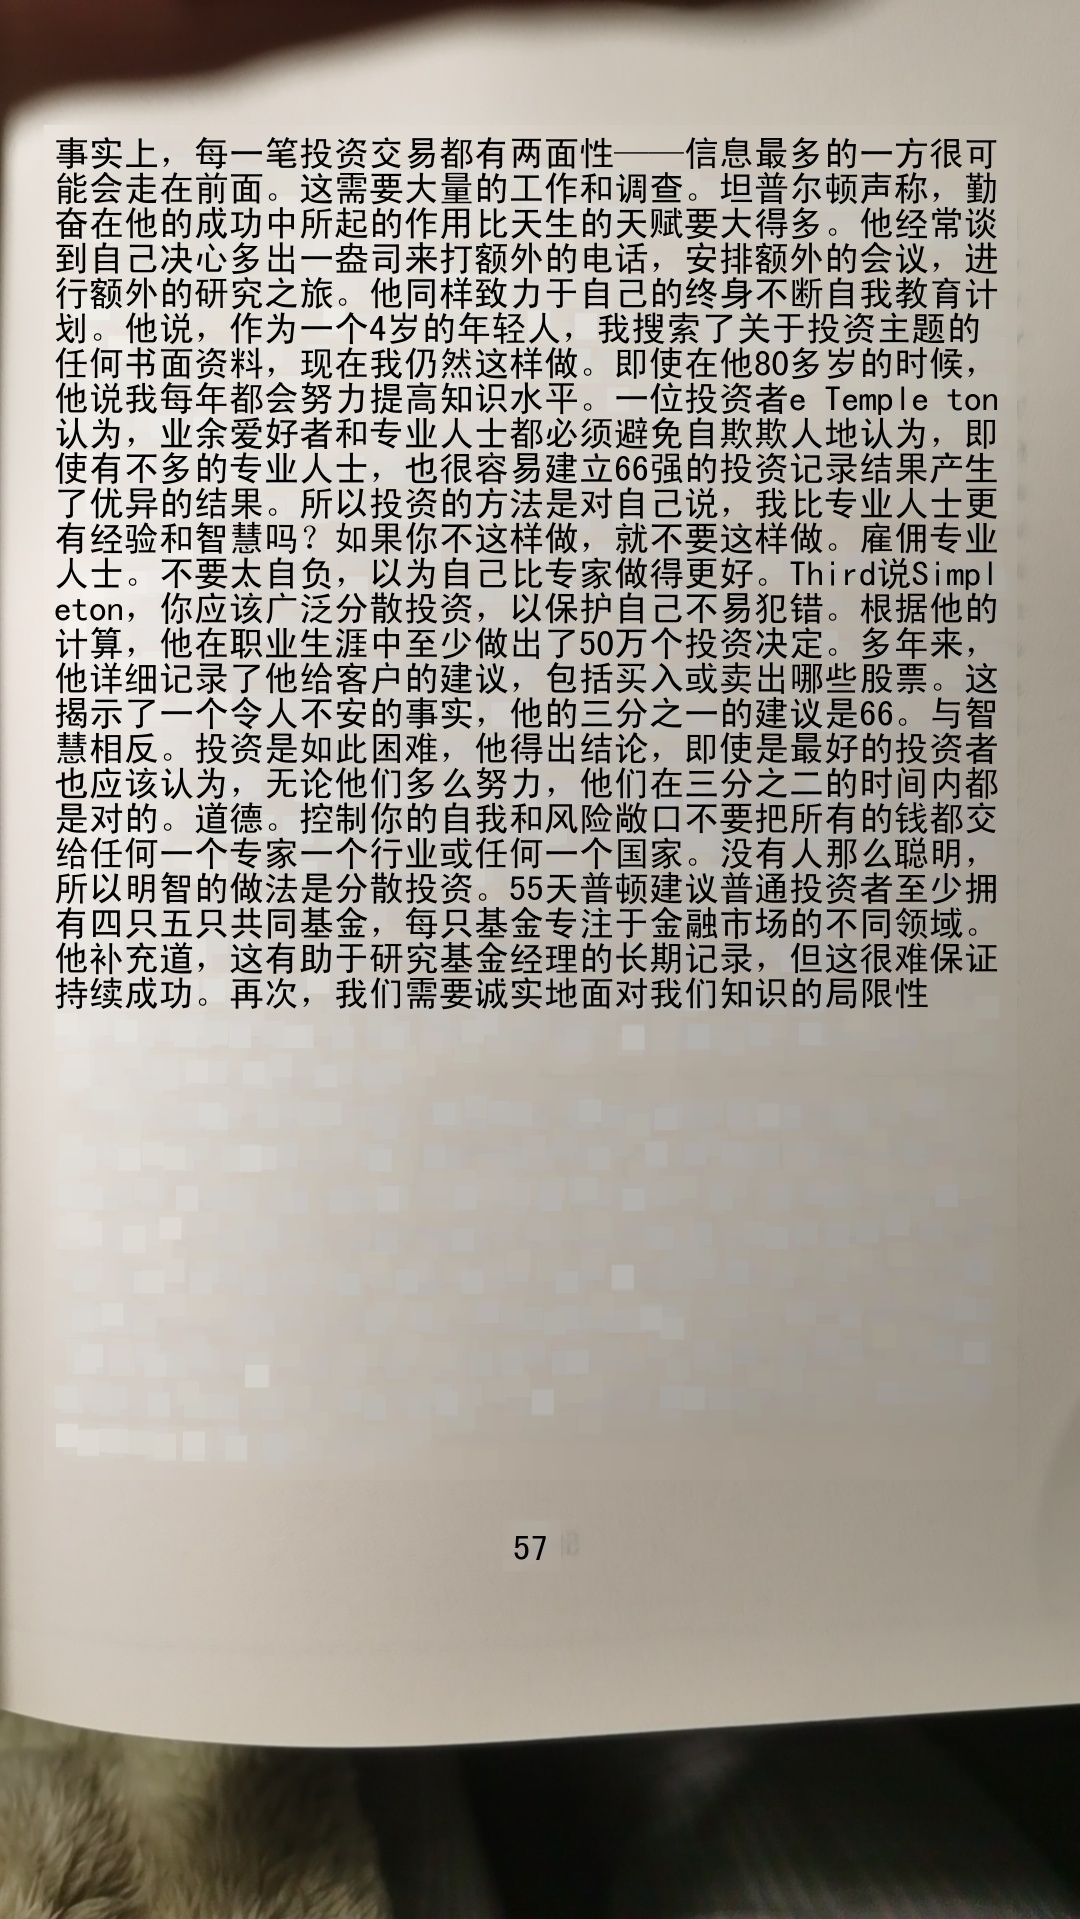 事实上，每一笔投资交易都有两面性——信息最多的一方很可
能会走在前面。这需要大量的工作和调查。坦普尔顿声称，勤
奋在他的成功中所起的作用比天生的天赋要大得多。他经常谈
到自己决心多出一盎司来打额外的电话，安排额外的会议，进
行额外的研究之旅。他同样致力于自己的终身不断自我教育计
划。他说，作为一个4岁的年轻人，我搜索了关于投资主题的
任何书面资料，现在我仍然这样做。即使在他80多岁的时候，
他说我每年都会努力提高知识水平。一位投资者e Temple ton
认为，业余爱好者和专业人士都必须避免自欺欺人地认为，即
使有不多的专业人士，也很容易建立66强的投资记录结果产生
了优异的结果。所以投资的方法是对自己说，我比专业人士更
有经验和智慧吗？如果你不这样做，就不要这样做。雇佣专业
人士。不要太自负，以为自己比专家做得更好。Third说Simpl
eton，你应该广泛分散投资，以保护自己不易犯错。根据他的
计算，他在职业生涯中至少做出了50万个投资决定。多年来，
他详细记录了他给客户的建议，包括买入或卖出哪些股票。这
揭示了一个令人不安的事实，他的三分之一的建议是66。与智
慧相反。投资是如此困难，他得出结论，即使是最好的投资者
也应该认为，无论他们多么努力，他们在三分之二的时间内都
是对的。道德。控制你的自我和风险敞口不要把所有的钱都交
给任何一个专家一个行业或任何一个国家。没有人那么聪明，
所以明智的做法是分散投资。55天普顿建议普通投资者至少拥
有四只五只共同基金，每只基金专注于金融市场的不同领域。
他补充道，这有助于研究基金经理的长期记录，但这很难保证
持续成功。再次，我们需要诚实地面对我们知识的局限性
57